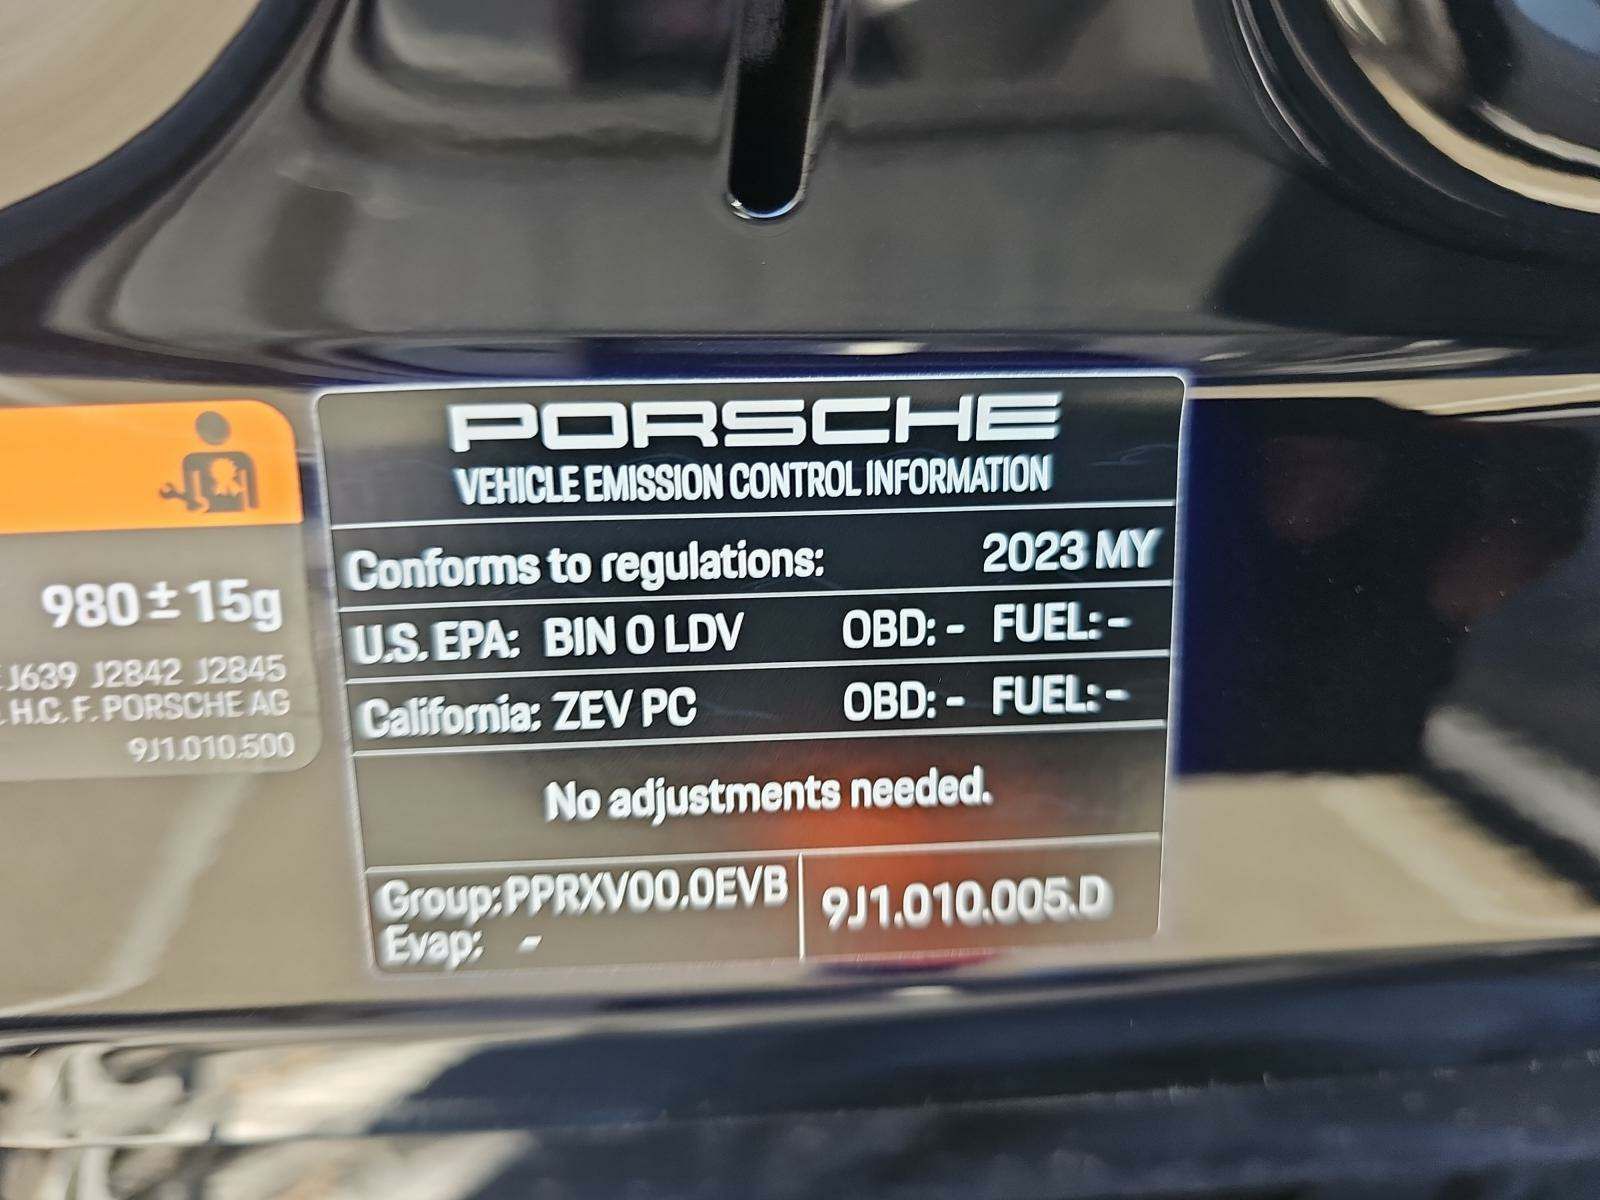 980 ± 15g
J639 J2842 J2845
H.C. F. PORSCHE AG
9J1.010.500
PORSCHE
VEHICLE EMISSION CONTROL INFORMATION
Conforms to regulations: 2023 MY
U.S. EPA: BIN 0 LDV OBD: - FUEL: -
California: ZEV PC OBD: - FUEL: -
No adjustments needed.
Group: PPRXV00.0EVB
Evap: -
9J1.010.005.D